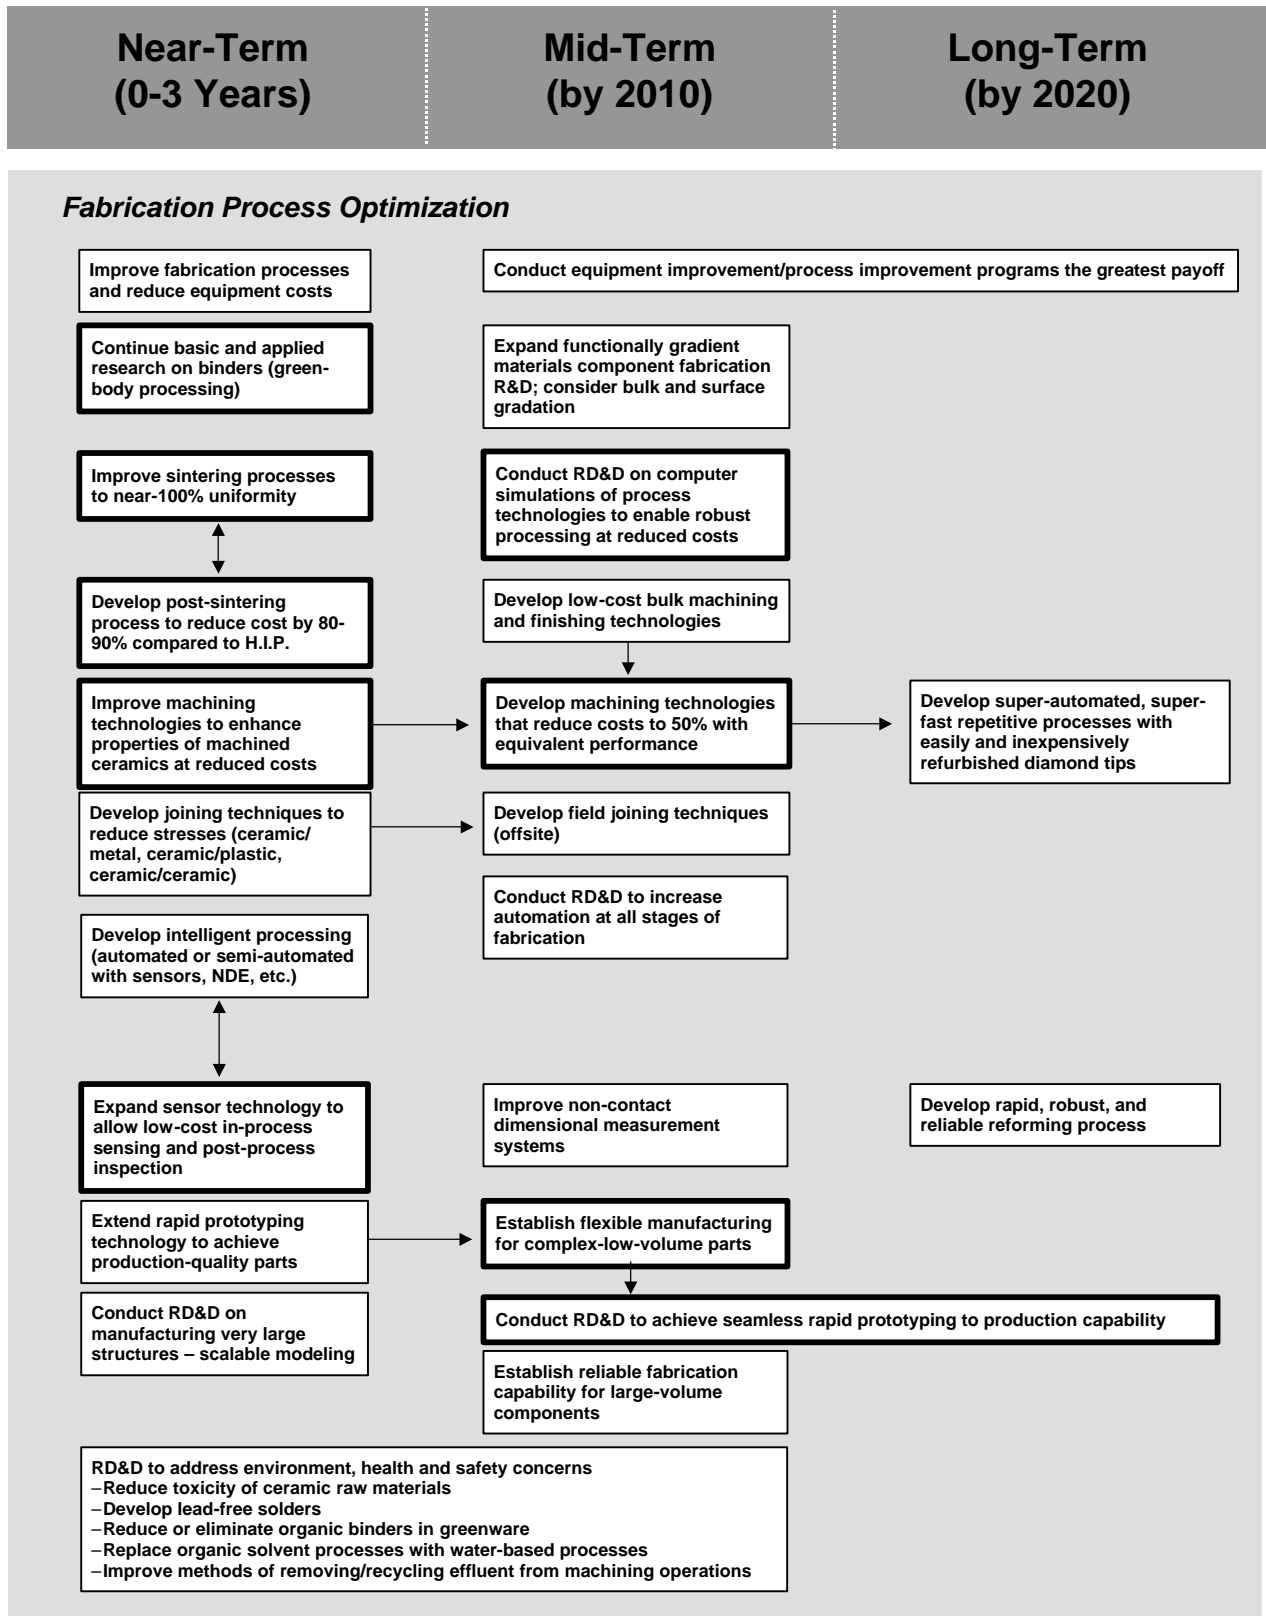 Near-Term
(0-3 Years)
Mid-Term
(by 2010)
Long-Term
(by 2020)
Fabrication Process Optimization
Improve fabrication processes
and reduce equipment costs
Conduct equipment improvement/process improvement programs the greatest payoff
Continue basic and applied
research on binders (green-
body processing)
Expand functionally gradient
materials component fabrication
R&D; consider bulk and surface
gradation
Improve sintering processes
to near-100% uniformity
Conduct RD&D on computer
simulations of process
technologies to enable robust
processing at reduced costs
Develop post-sintering
process to reduce cost by 80-
90% compared to H.I.P.
Develop low-cost bulk machining
and finishing technologies
Improve machining
technologies to enhance
properties of machined
ceramics at reduced costs
Develop machining technologies
that reduce costs to 50% with
equivalent performance
Develop super-automated, super-
fast repetitive processes with
easily and inexpensively
refurbished diamond tips
Develop joining techniques to
reduce stresses (ceramic/
metal, ceramic/plastic,
ceramic/ceramic)
Develop field joining techniques
(offsite)
Conduct RD&D to increase
automation at all stages of
fabrication
Develop intelligent processing
(automated or semi-automated
with sensors, NDE, etc.)
Expand sensor technology to
allow low-cost in-process
sensing and post-process
inspection
Improve non-contact
dimensional measurement
systems
Develop rapid, robust, and
reliable reforming process
Extend rapid prototyping
technology to achieve
production-quality parts
Establish flexible manufacturing
for complex-low-volume parts
Conduct RD&D on
manufacturing very large
structures – scalable modeling
Conduct RD&D to achieve seamless rapid prototyping to production capability
Establish reliable fabrication
capability for large-volume
components
RD&D to address environment, health and safety concerns
–Reduce toxicity of ceramic raw materials
–Develop lead-free solders
–Reduce or eliminate organic binders in greenware
–Replace organic solvent processes with water-based processes
–Improve methods of removing/recycling effluent from machining operations